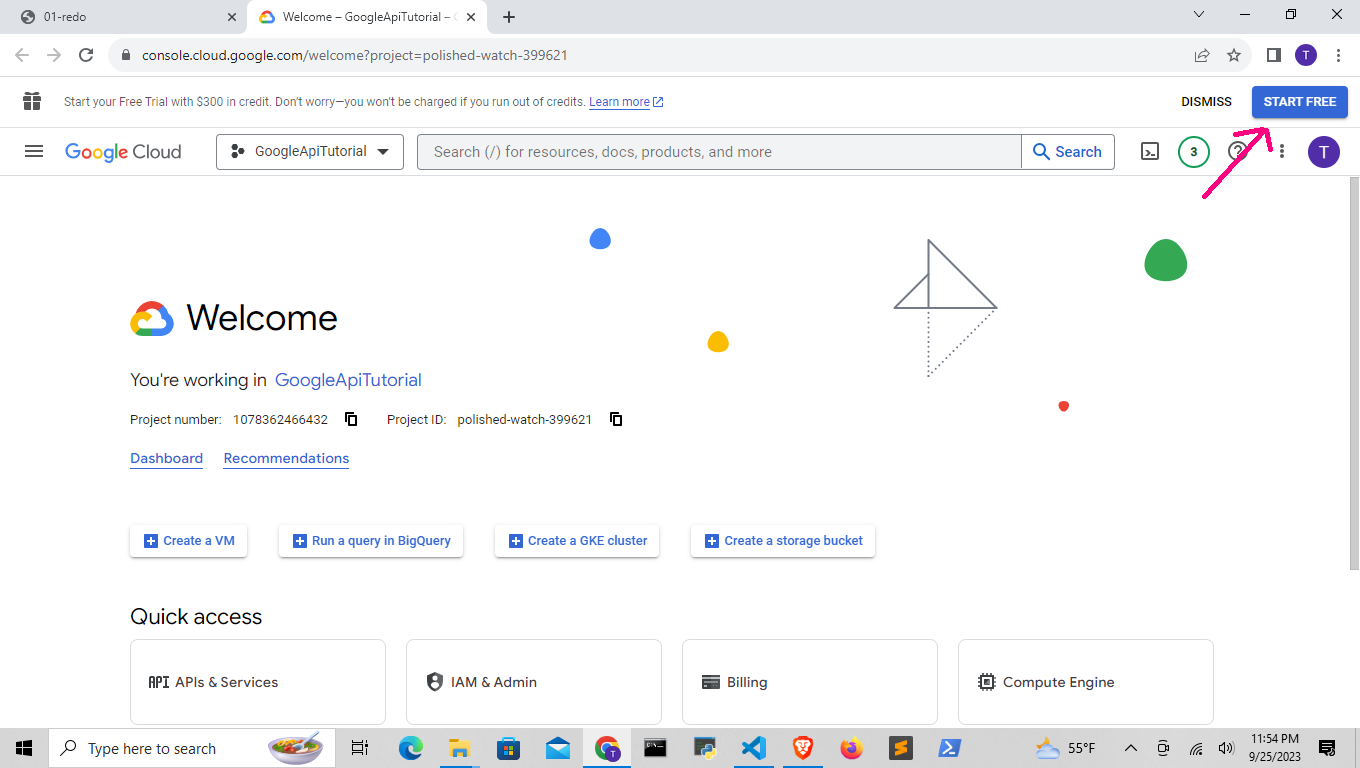 01-redo
Welcome – GoogleApiTutorial –
console.cloud.google.com/welcome?project=polished-watch-399621
T
Start your Free Trial with $300 in credit. Don't worry—you won't be charged if you run out of credits. Learn more
DISMISS
START FREE
Google Cloud
GoogleApiTutorial
Search (/) for resources, docs, products, and more
Search
3
T
Welcome
You're working in GoogleApiTutorial
Project number: 1078362466432
Project ID: polished-watch-399621
Dashboard
Recommendations
Create a VM
Run a query in BigQuery
Create a GKE cluster
Create a storage bucket
Quick access
API APIs & Services
IAM & Admin
Billing
Compute Engine
Type here to search
T
55°F
11:54 PM
9/25/2023